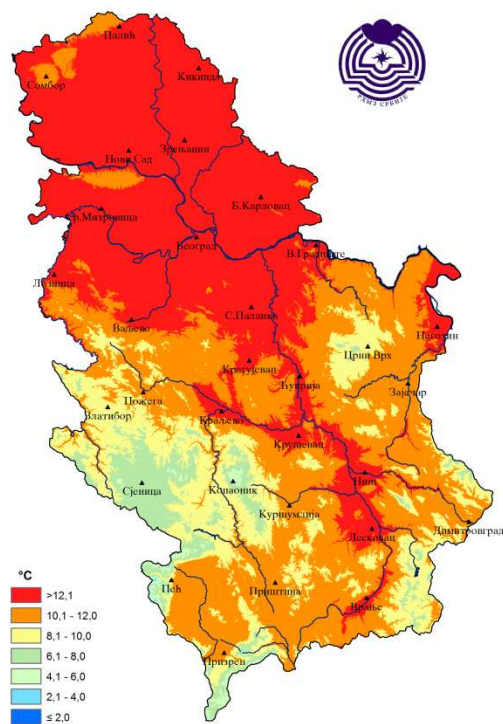 Палић
Кикинда
Сомбор
Зрењанин
Нови Сад
Б.Карловац
Ср.Митровица
Београд
В.Градиште
Лозница
С.Паланка
Ваљево
Неготин
Црни Врх
Крагујевац
Ћуприја
Зајечар
Пожега
Златибор
Краљево
Крушевац
Ниш
Сјеница
Копаоник
Куршумлија
Димитровград
Лесковац
Пећ
Приштина
Врање
Призрен
РХМЗ СРБИЈЕ
°C
>12,1
10,1 - 12,0
8,1 - 10,0
6,1 - 8,0
4,1 - 6,0
2,1 - 4,0
≤ 2,0